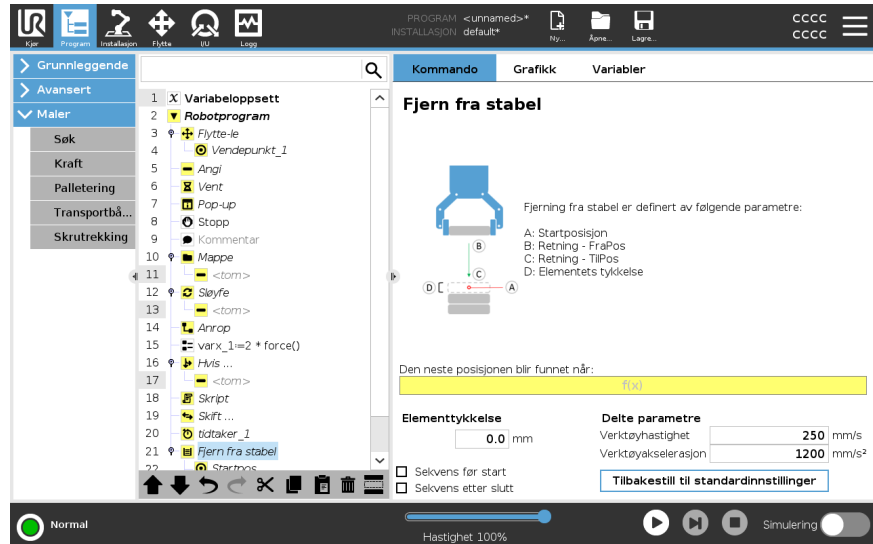 PROGRAM <unnamed>*
INSTALLASJON default*
Kjør
Program
Installasjon
Flytte
I/U
Logg
Ny...
Åpne...
Lagre...
CCCC
CCCC
Grunnleggende
Avansert
Maler
Søk
Kraft
Palletering
Transportbå...
Skrutrekking
1 X Variabeloppsett
2 Robotprogram
3 Flytte-le
4 Vendepunkt_1
5 Angi
6 Vent
7 Pop-up
8 Stopp
9 Kommentar
10 Mappe
11 <tom>
12 Sløyfe
13 <tom>
14 Anrop
15 varx_1:=2 * force()
16 Hvis ...
17 <tom>
18 Skript
19 Skift ...
20 tidtaker_1
21 Fjern fra stabel
22 Startpos
Kommando
Grafikk
Variabler
Fjern fra stabel
B
C
D
A
Fjerning fra stabel er definert av følgende parametre:
A: Startposisjon
B: Retning - FraPos
C: Retning - TilPos
D: Elementets tykkelse
Den neste posisjonen blir funnet når:
f(x)
Elementtykkelse
0.0 mm
Sekvens før start
Sekvens etter slutt
Delte parametre
Verktøyhastighet 250 mm/s
Verktøyakselerasjon 1200 mm/s²
Tilbakestill til standardinnstillinger
Normal
Hastighet 100%
Simulering